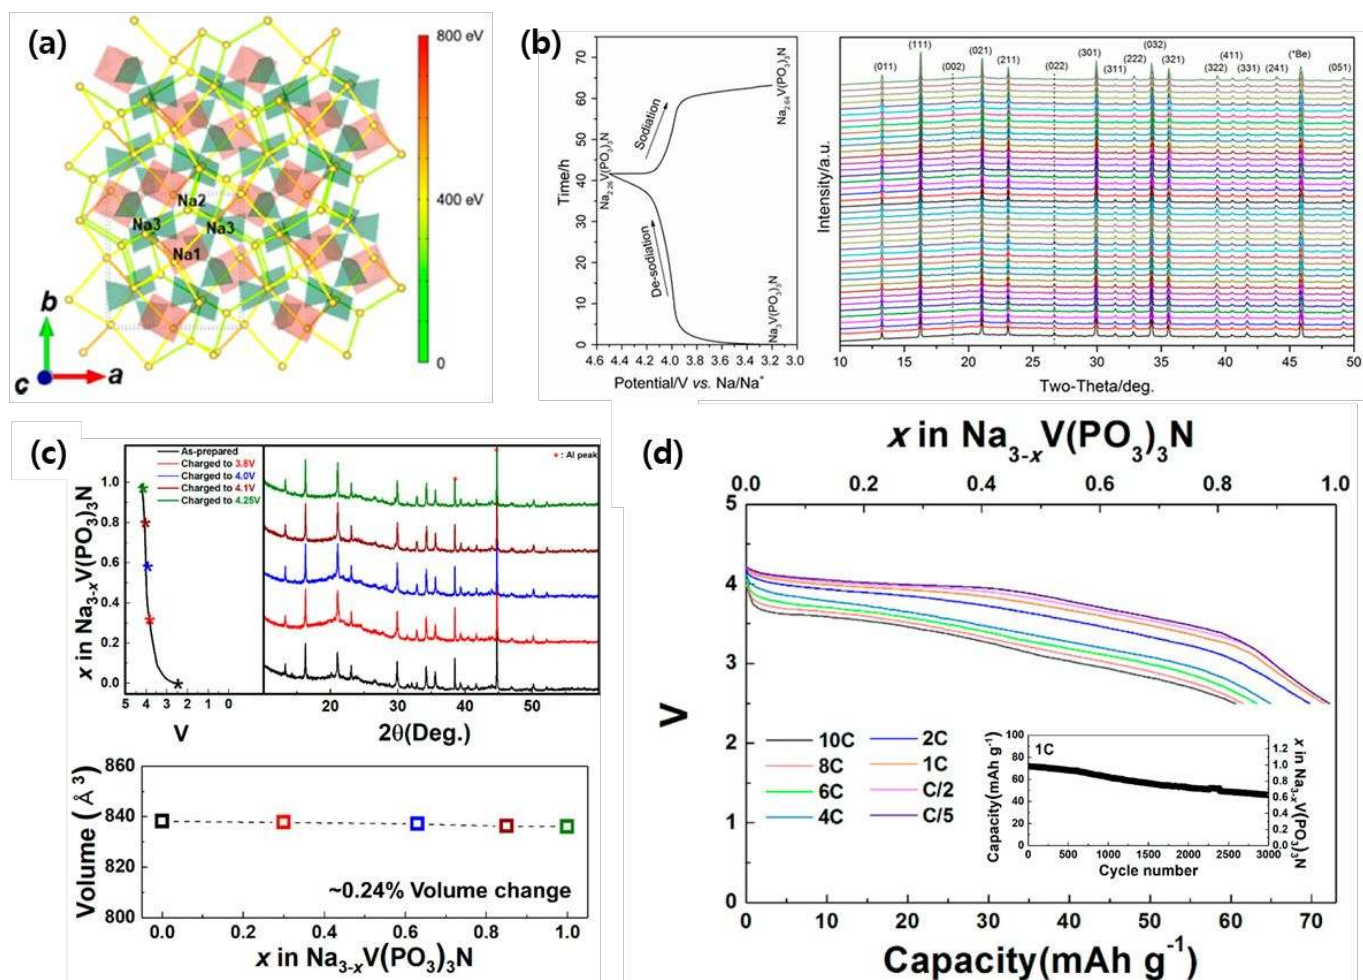 (a)
800 eV
400 eV
0
Na2
Na3
Na3
Na1
b
c
a
(b)
Time/h
70
60
50
40
30
20
10
0
4.6 4.4 4.2 4.0 3.8 3.6 3.4 3.2 3.0
Potential/V vs. Na/Na⁺
Sodiation
De-sodiation
Na₂.₂₆V(PO₃)₃N
Na₃V(PO₃)₃N
Intensity/a.u.
(011)
(111)
(002)
(021)
(211)
(022)
(301)
(311)
(222)
(032)
(321)
(322)
(411)
(331)
(241)
(*Be)
(051)
10 15 20 25 30 35 40 45 50
Two-Theta/deg.
(c)
As-prepared
Charged to 3.8V
Charged to 4.0V
Charged to 4.1V
Charged to 4.25V
* : Al peak
x in Na₃₋ₓV(PO₃)₃N
1.0
0.8
0.6
0.4
0.2
0.0
5 4 3 2 1 0
V
20 30 40 50
2θ(Deg.)
Volume (Å³)
860
840
820
800
~0.24% Volume change
0.0 0.2 0.4 0.6 0.8 1.0
x in Na₃₋ₓV(PO₃)₃N
(d)
x in Na₃₋ₓV(PO₃)₃N
0.0 0.2 0.4 0.6 0.8 1.0
V
5
4
3
2
1
0
10C
8C
6C
4C
2C
1C
C/2
C/5
1C
Capacity(mAh g⁻¹)
100
80
60
40
20
0
x in Na₃₋ₓV(PO₃)₃N
1.2
1.0
0.8
0.6
0.4
0.2
0.0
0 500 1000 1500 2000 2500 3000
Cycle number
0 10 20 30 40 50 60 70
Capacity(mAh g⁻¹)